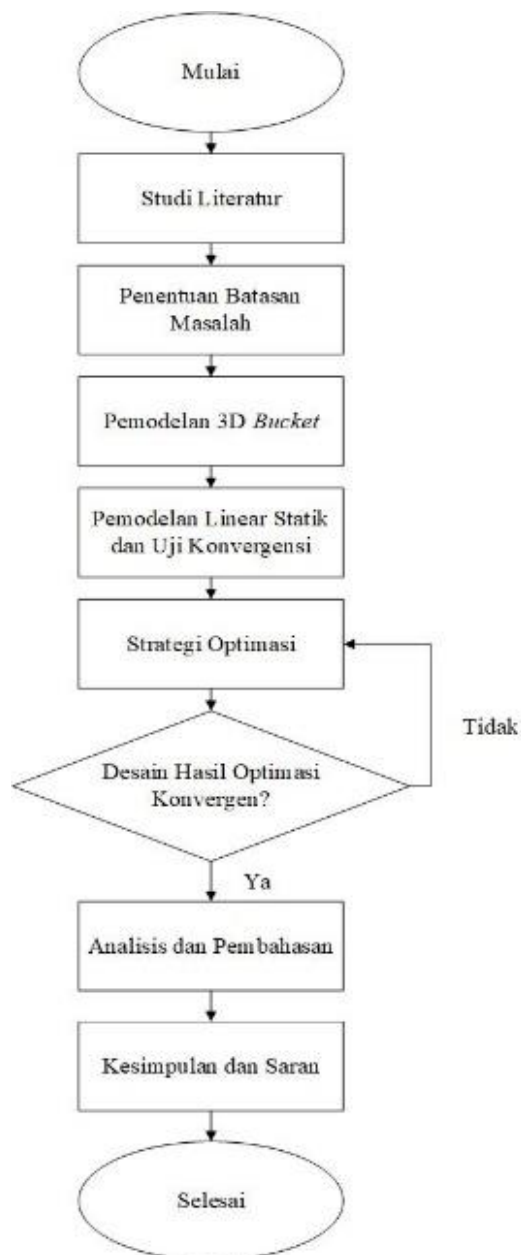 Mulai
Studi Literatur
Penentuan Batasan
Masalah
Pemodelan 3D Bucket
Pemodelan Linear Statik
dan Uji Konvergensi
Strategi Optimasi
Tidak
Desain Hasil Optimasi
Konvergen?
Ya
Analisis dan Pembahasan
Kesimpulan dan Saran
Selesai